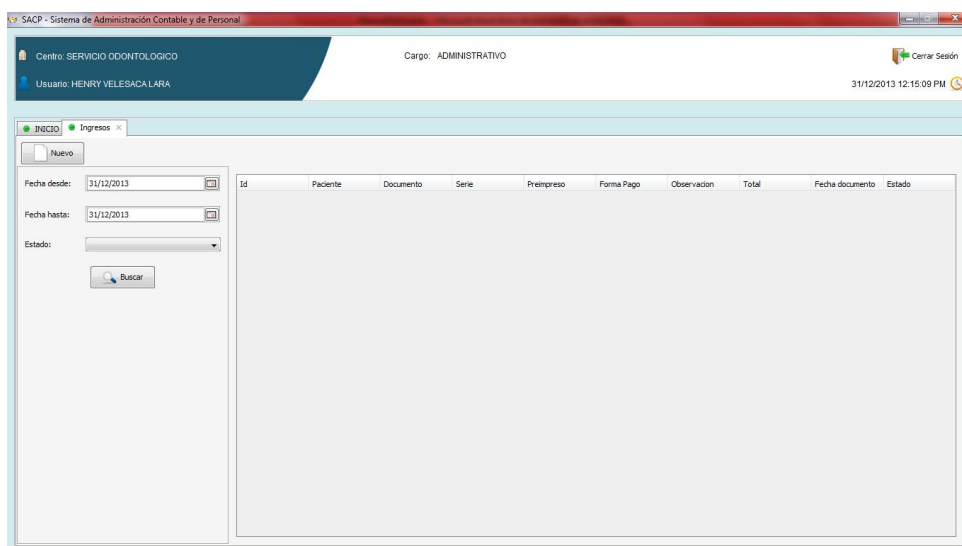 SACP - Sistema de Administración Contable y de Personal
Centro: SERVICIO ODONTOLOGICO
Cargo: ADMINISTRATIVO
Cerrar Sesión
Usuario: HENRY VELESACA LARA
31/12/2013 12:15:09 PM
INICIO
Ingresos
Nuevo
Fecha desde: 31/12/2013
Fecha hasta: 31/12/2013
Estado:
Buscar
Id Paciente Documento Serie Preimpreso Forma Pago Observacion Total Fecha documento Estado